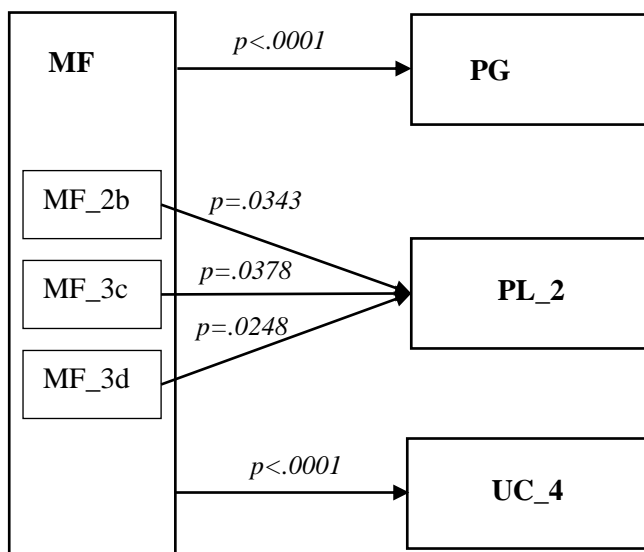 p<.0001
MF
PG
MF_2b
p=.0343
MF_3c
p=.0378
PL_2
p=.0248
MF_3d
p<.0001
UC_4